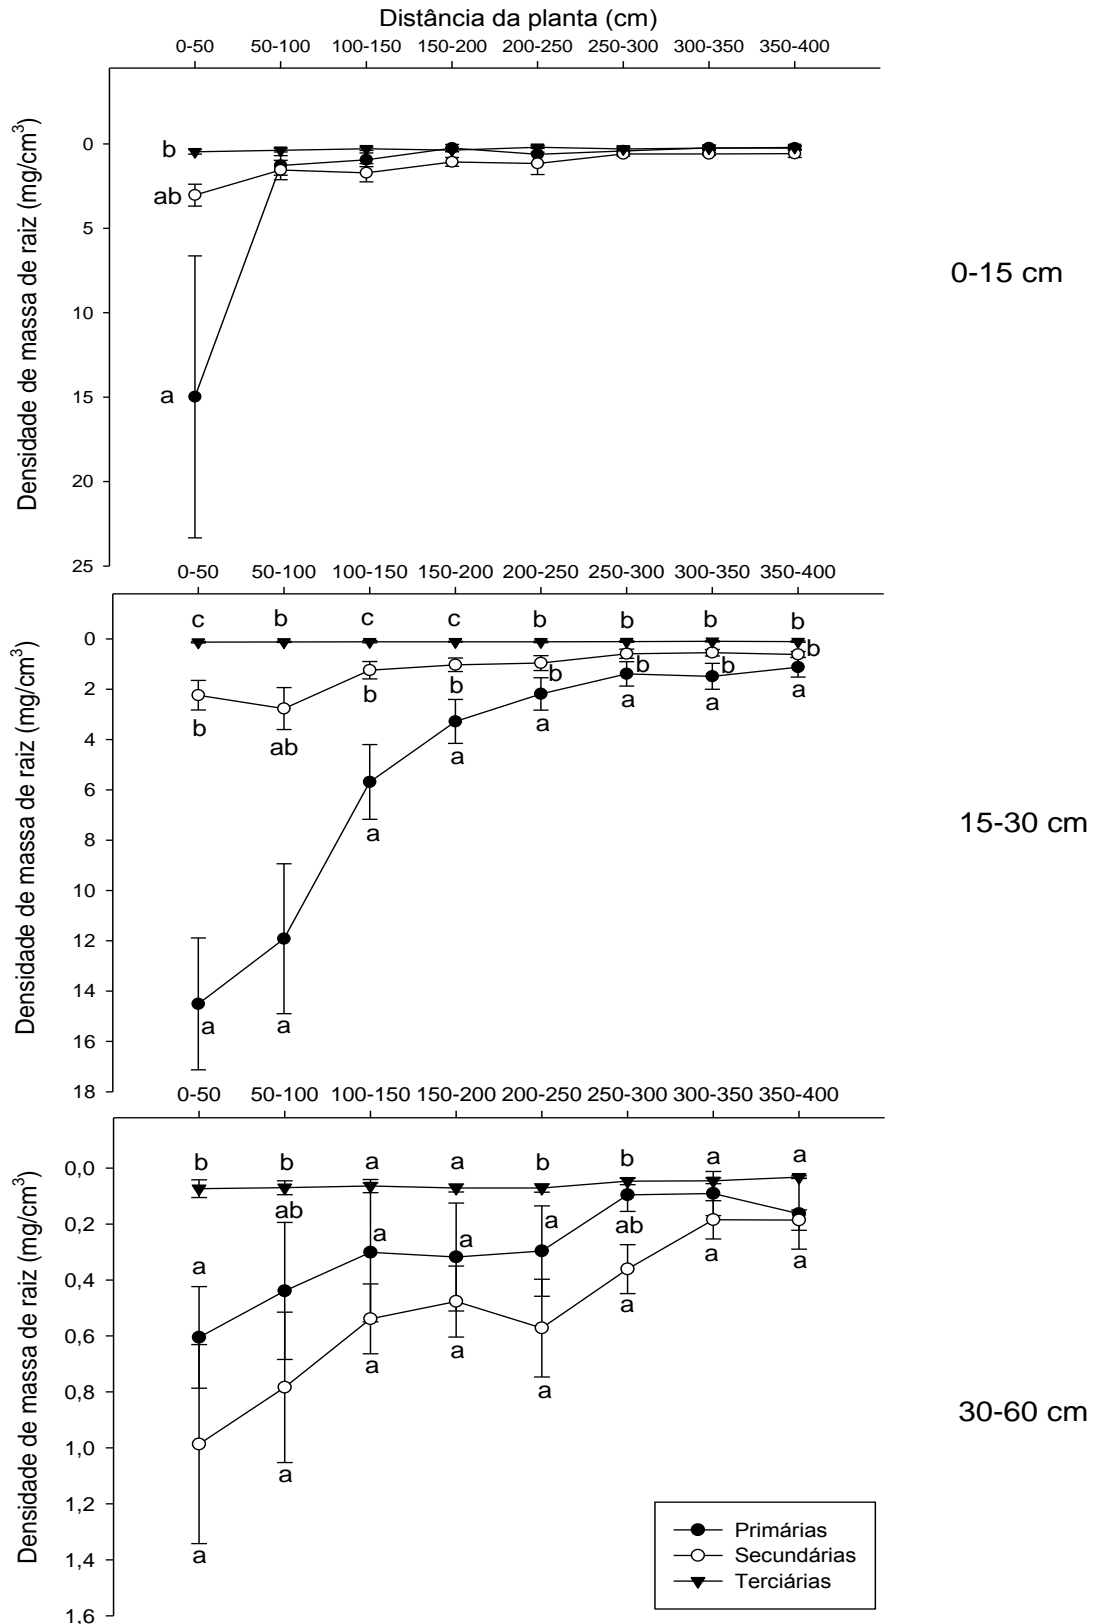 Distância da planta (cm)
0-50 50-100 100-150 150-200 200-250 250-300 300-350 350-400
Densidade de massa de raiz (mg/cm³)
0
5
10
15
20
25
b
ab
a
0-15 cm
0-50 50-100 100-150 150-200 200-250 250-300 300-350 350-400
Densidade de massa de raiz (mg/cm³)
0
2
4
6
8
10
12
14
16
18
c b c c b b b b
b ab b b b b b b
a a a a a a a a
15-30 cm
0-50 50-100 100-150 150-200 200-250 250-300 300-350 350-400
Densidade de massa de raiz (mg/cm³)
0,0
0,2
0,4
0,6
0,8
1,0
1,2
1,4
1,6
b b a a b b a a
a ab a a a ab
a a a a a a a a
30-60 cm
Primárias
Secundárias
Terciárias